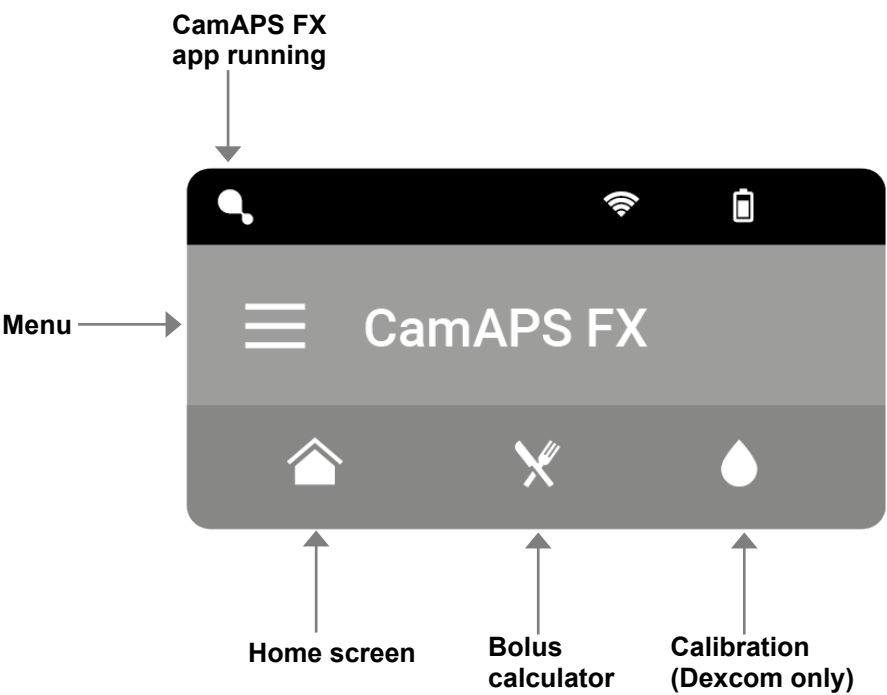 CamAPS FX
app running
Menu
CamAPS FX
Home screen
Bolus
calculator
Calibration
(Dexcom only)